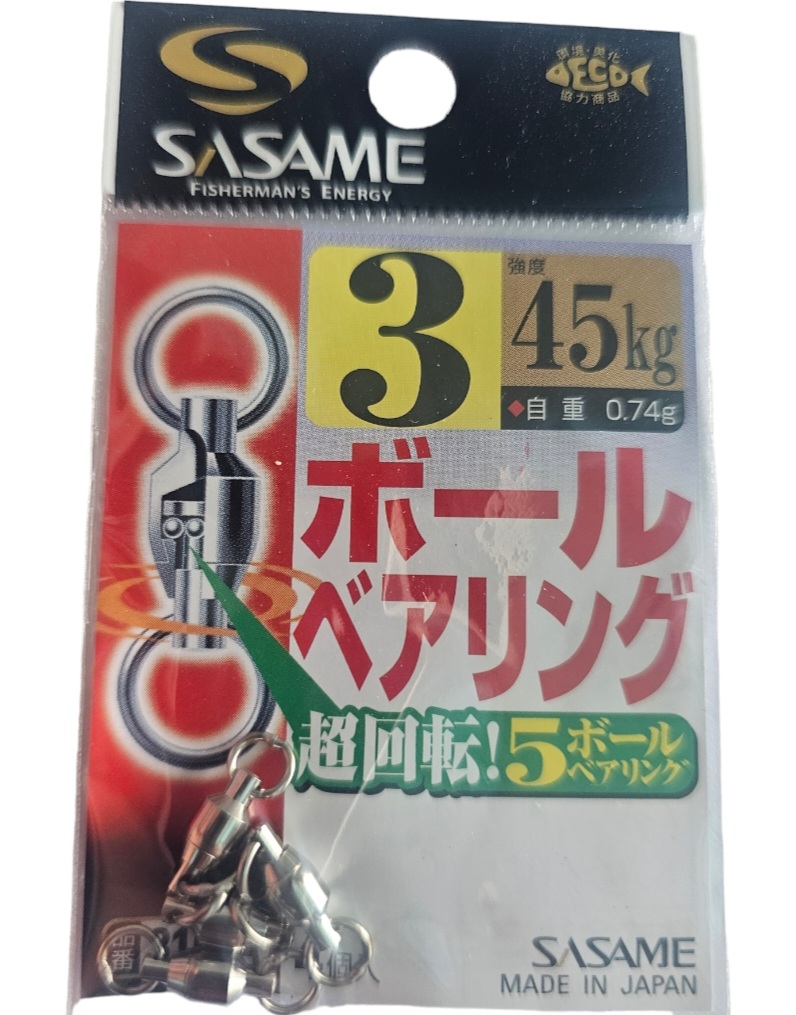 環境・美化
ECO
協力商品
SASAME
FISHERMAN'S ENERGY
3
強度
45kg
◆自重 0.74g
ボール
ベアリング
超回転!5ボール
ベアリング
品番
SASAME
MADE IN JAPAN